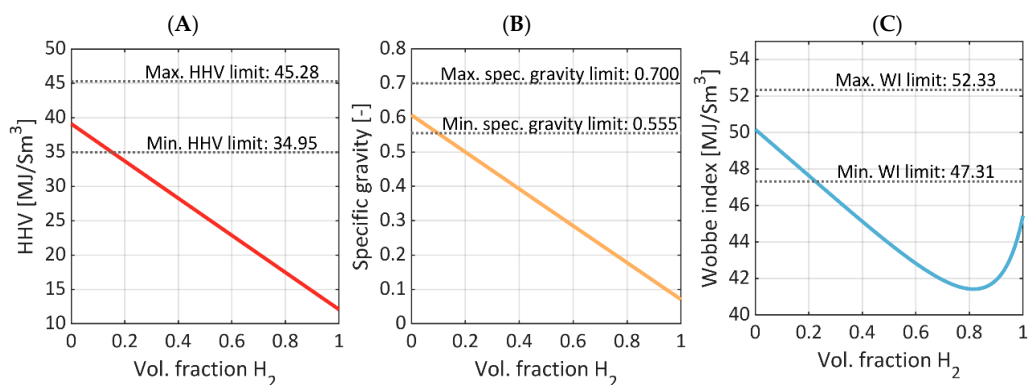 (A)
50
45
40
35
30
25
20
15
10
HHV [MJ/Sm3]
Max. HHV limit: 45.28
Min. HHV limit: 34.95
0 0.2 0.4 0.6 0.8 1
Vol. fraction H2
(B)
0.8
0.7
0.6
0.5
0.4
0.3
0.2
0.1
0
Specific gravity [-]
Max. spec. gravity limit: 0.700
Min. spec. gravity limit: 0.555
0 0.2 0.4 0.6 0.8 1
Vol. fraction H2
(C)
54
52
50
48
46
44
42
40
Wobbe index [MJ/Sm3]
Max. WI limit: 52.33
Min. WI limit: 47.31
0 0.2 0.4 0.6 0.8 1
Vol. fraction H2